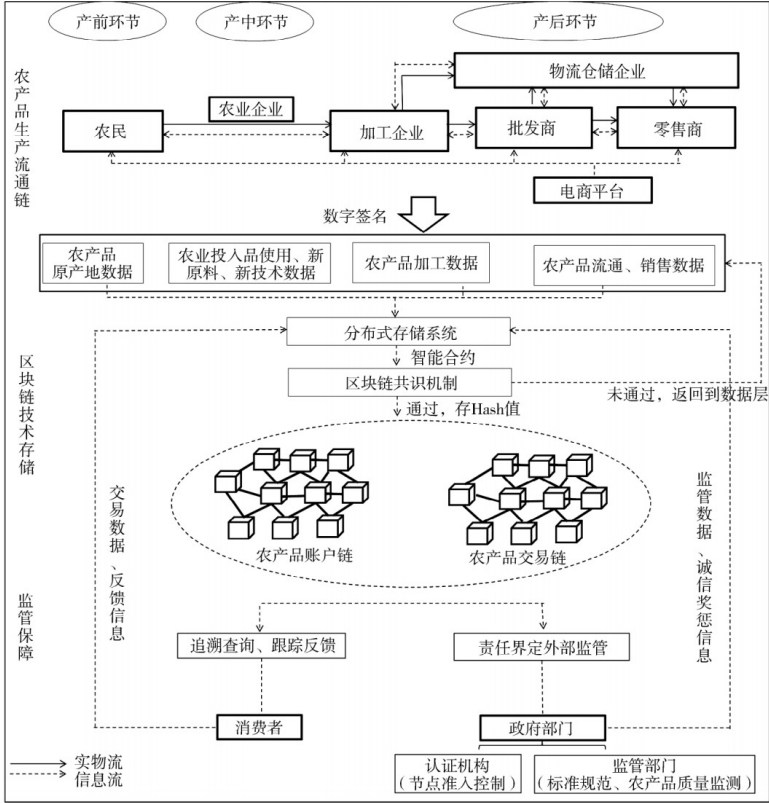 产前环节
产中环节
产后环节
农产品生产流通链
物流仓储企业
农业企业
农民
加工企业
批发商
零售商
电商平台
数字签名
农产品
原产地数据
农业投入品使用、新
原料、新技术数据
农产品加工数据
农产品流通、销售数据
区块链技术存储
分布式存储系统
智能合约
区块链共识机制
未通过，返回到数据层
通过，存Hash值
农产品账户链
农产品交易链
交易数据、反馈信息
监管数据、诚信奖惩信息
监管保障
追溯查询、跟踪反馈
责任界定外部监管
消费者
政府部门
认证机构
（节点准入控制）
监管部门
（标准规范、农产品质量监测）
实物流
信息流